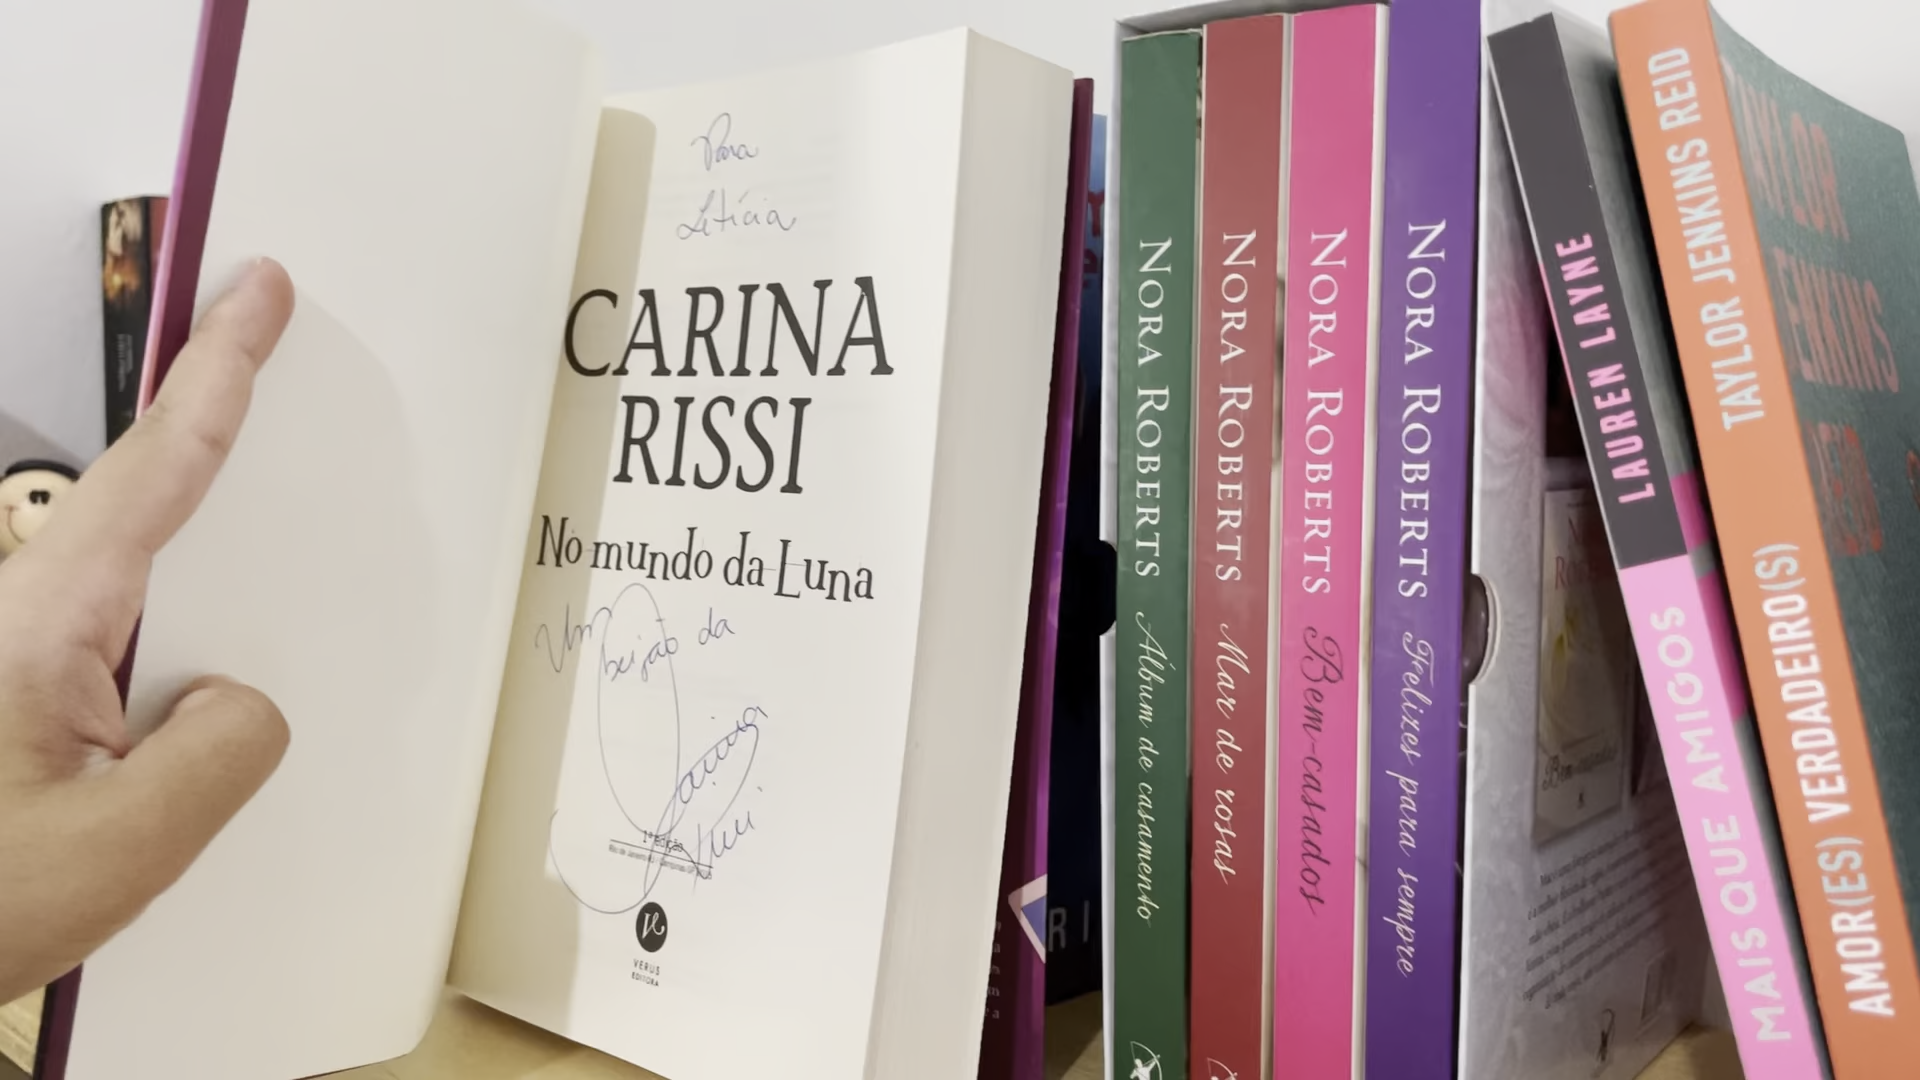 Para
Letícia
CARINA
RISSI
No mundo da Luna
Um beijão da
Carina
Rissi
1ª edição
VERUS
EDITORA
RI
NORA ROBERTS Álbum de casamento
NORA ROBERTS Mar de rosas
NORA ROBERTS Bem-casados
NORA ROBERTS Felizes para sempre
LAUREN LAYNE MAIS QUE AMIGOS
TAYLOR JENKINS REID AMOR(ES) VERDADEIRO(S)
TAYLOR
JENKINS
REID